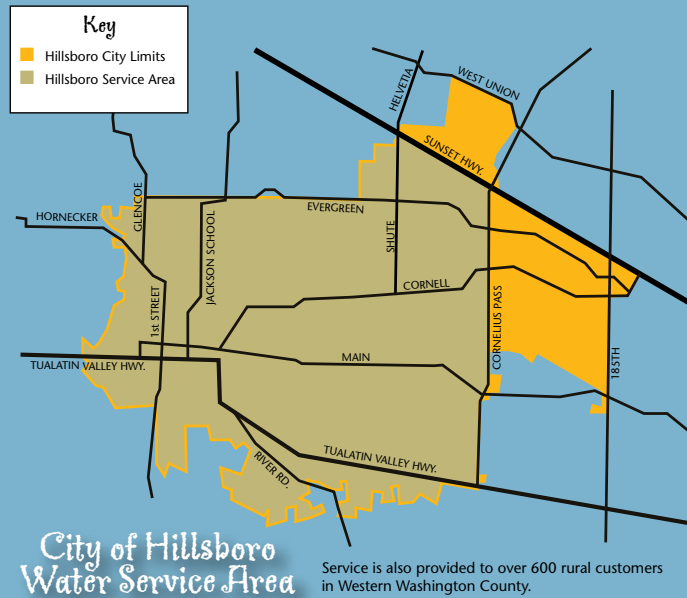 Key
Hillsboro City Limits
Hillsboro Service Area
HELVETIA
WEST UNION
SUNSET HWY.
GLENCOE
HORNECKER
JACKSON SCHOOL
EVERGREEN
SHUTE
1st STREET
CORNELL
CORNELIUS PASS
MAIN
185TH
TUALATIN VALLEY HWY.
RIVER RD.
TUALATIN VALLEY HWY.
City of Hillsboro
Water Service Area
Service is also provided to over 600 rural customers
in Western Washington County.